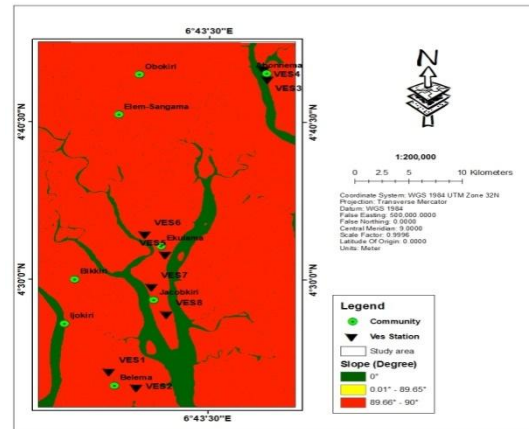 6°43'30"E
Obokiri
Abonnema
VES4
VES3
Elem-Sangama
4°40'30"N
4°40'30"N
N
1:200,000
0 2.5 5 10 Kilometers
Coordinate System: WGS 1984 UTM Zone 32N
Projection: Transverse Mercator
Datum: WGS 1984
False Easting: 500,000.0000
False Northing: 0.0000
Central Meridian: 9.0000
Scale Factor: 0.9996
Latitude Of Origin: 0.0000
Units: Meter
VES6
VES5
Ekulama
Bikkiri
VES7
Jacobkiri
VES8
Ijokiri
4°30'0"N
4°30'0"N
VES1
Belema
VES2
6°43'30"E
Legend
Community
Ves Station
Study area
Slope (Degree)
0°
0.01° - 89.65°
89.66° - 90°